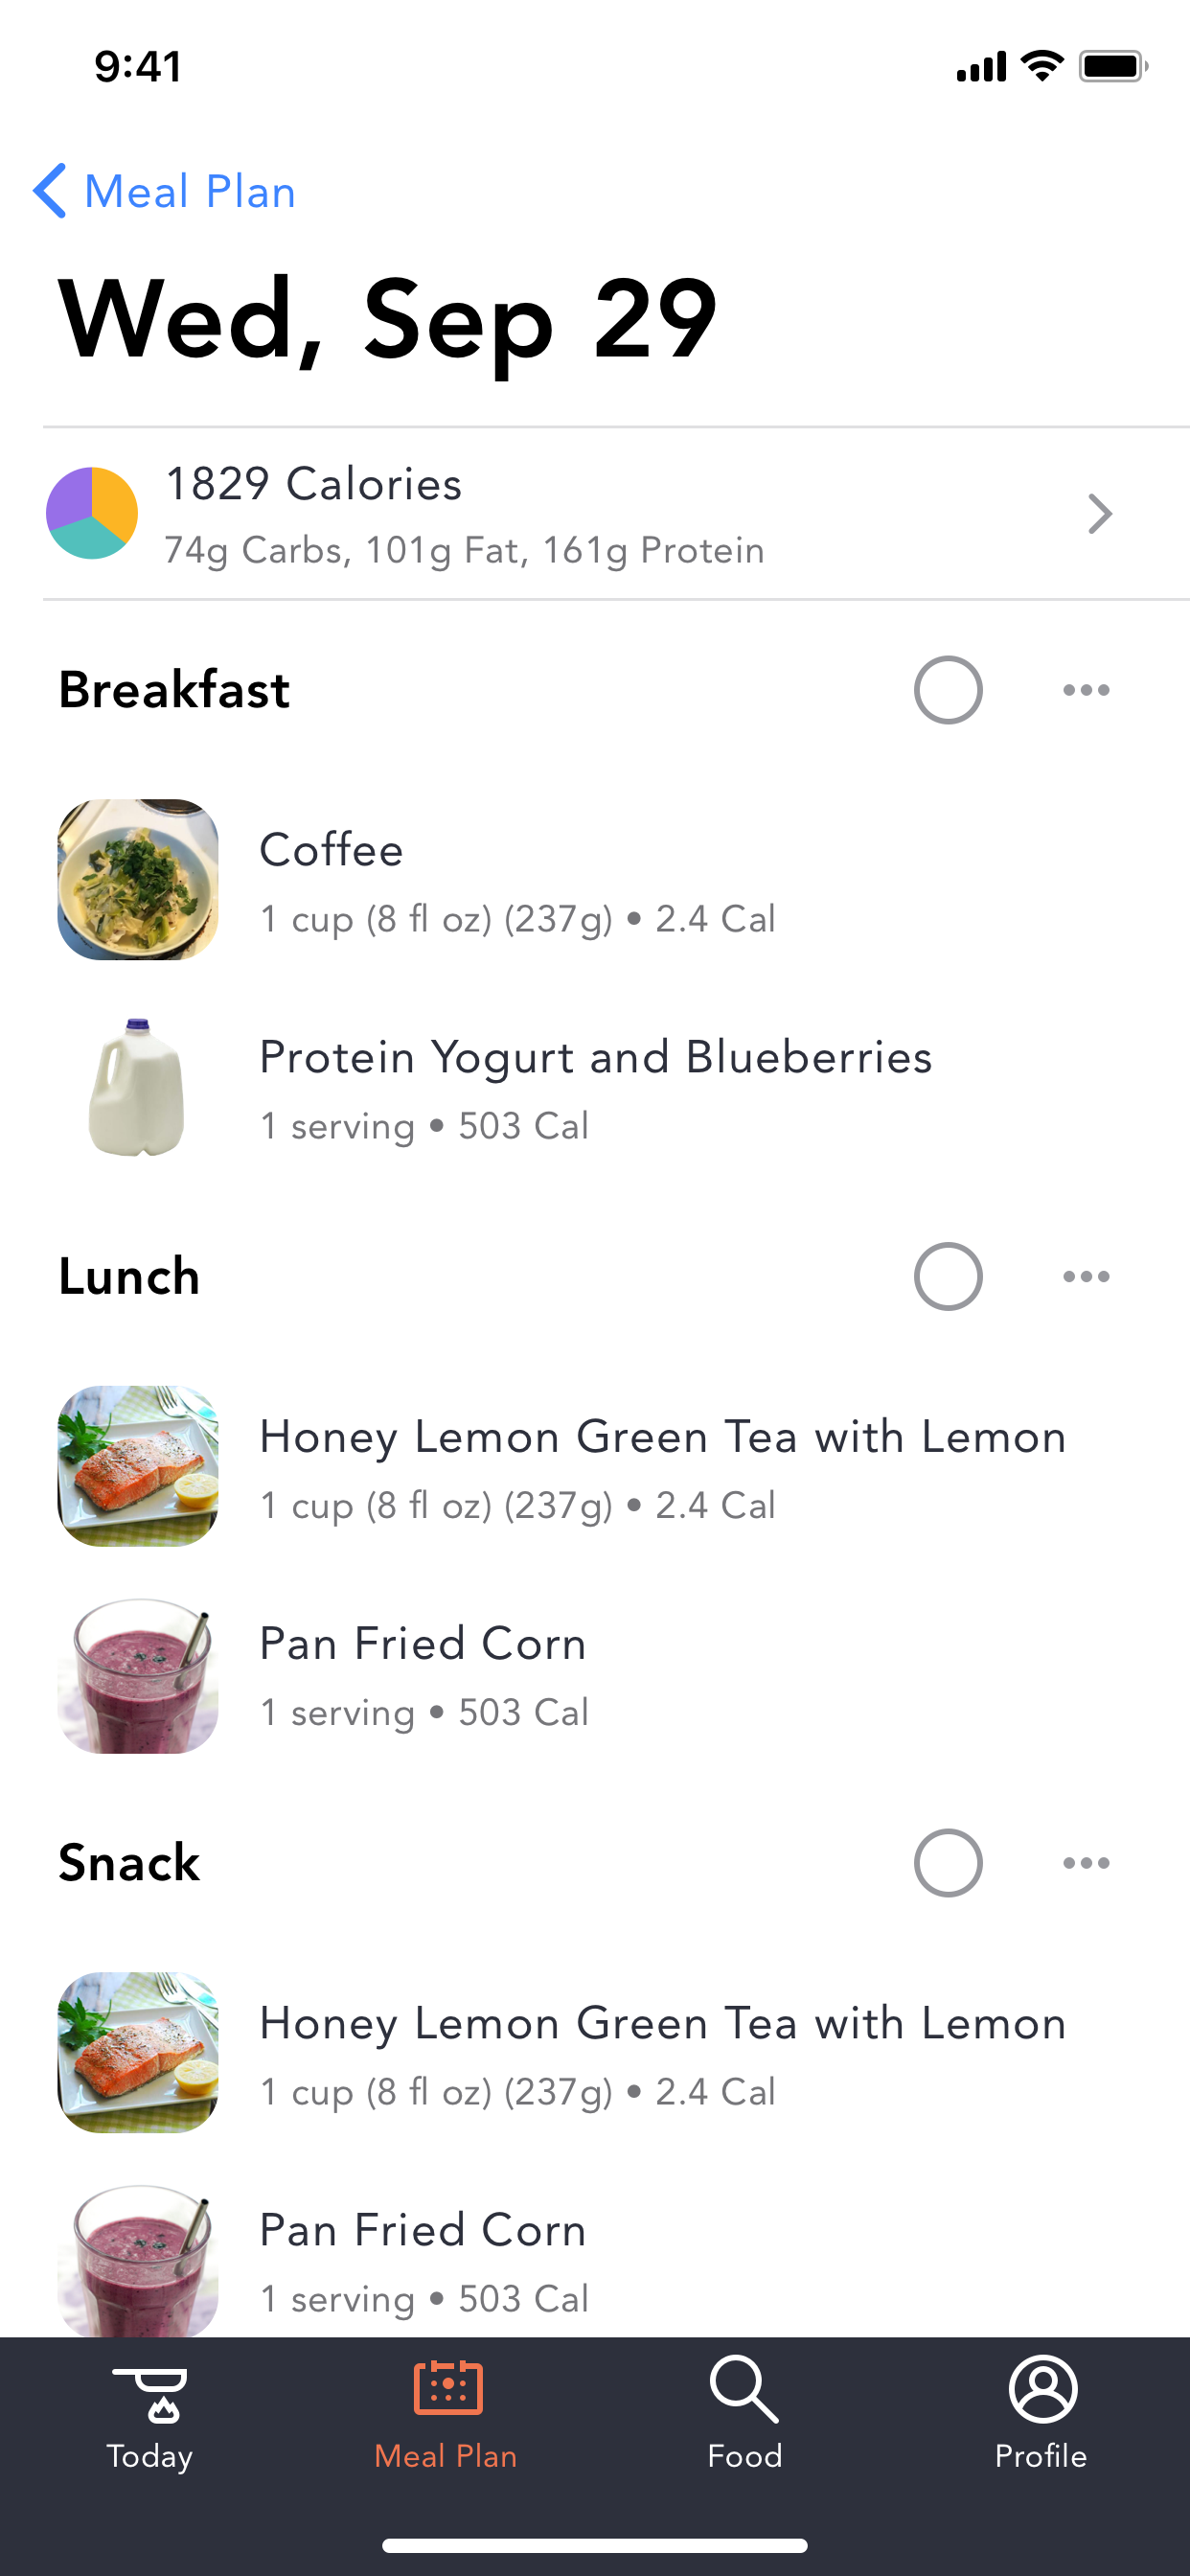 9:41
Meal Plan
Wed, Sep 29
1829 Calories
74g Carbs, 101g Fat, 161g Protein
Breakfast
Coffee
1 cup (8 fl oz) (237g) • 2.4 Cal
Protein Yogurt and Blueberries
1 serving • 503 Cal
Lunch
Honey Lemon Green Tea with Lemon
1 cup (8 fl oz) (237g) • 2.4 Cal
Pan Fried Corn
1 serving • 503 Cal
Snack
Honey Lemon Green Tea with Lemon
1 cup (8 fl oz) (237g) • 2.4 Cal
Pan Fried Corn
1 serving • 503 Cal
Today
Meal Plan
Food
Profile